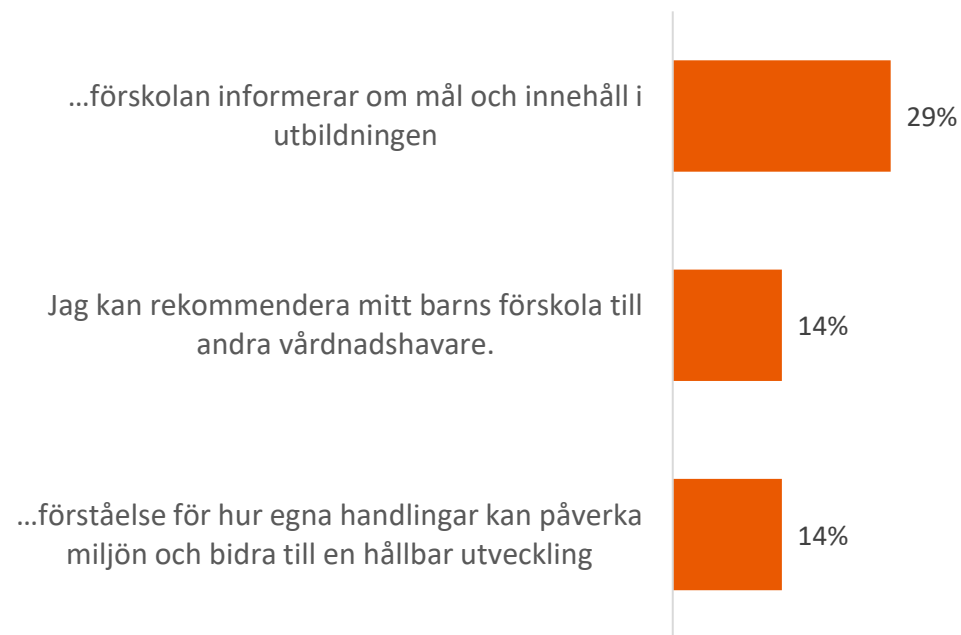 ...förskolan informerar om mål och innehåll i
utbildningen
29%
Jag kan rekommendera mitt barns förskola till
andra vårdnadshavare.
14%
...förståelse för hur egna handlingar kan påverka
miljön och bidra till en hållbar utveckling
14%